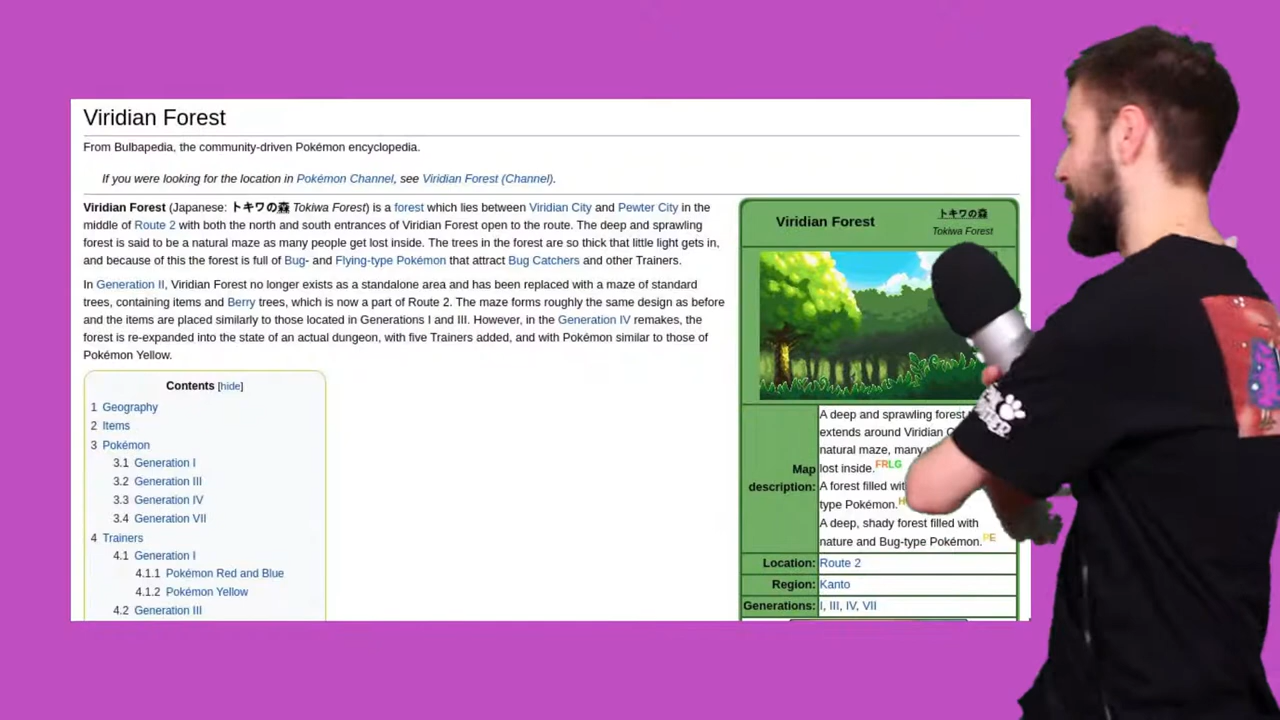 Viridian Forest
From Bulbapedia, the community-driven Pokémon encyclopedia.
If you were looking for the location in Pokémon Channel, see Viridian Forest (Channel).
Viridian Forest (Japanese: トキワの森 Tokiwa Forest) is a forest which lies between Viridian City and Pewter City in the
middle of Route 2 with both the north and south entrances of Viridian Forest open to the route. The deep and sprawling
forest is said to be a natural maze as many people get lost inside. The trees in the forest are so thick that little light gets in,
and because of this the forest is full of Bug- and Flying-type Pokémon that attract Bug Catchers and other Trainers.
In Generation II, Viridian Forest no longer exists as a standalone area and has been replaced with a maze of standard
trees, containing items and Berry trees, which is now a part of Route 2. The maze forms roughly the same design as before
and the items are placed similarly to those located in Generations I and III. However, in the Generation IV remakes, the
forest is re-expanded into the state of an actual dungeon, with five Trainers added, and with Pokémon similar to those of
Pokémon Yellow.
Contents [hide]
1 Geography
2 Items
3 Pokémon
3.1 Generation I
3.2 Generation III
3.3 Generation IV
3.4 Generation VII
4 Trainers
4.1 Generation I
4.1.1 Pokémon Red and Blue
4.1.2 Pokémon Yellow
4.2 Generation III
Viridian Forest
トキワの森
Tokiwa Forest
Map
description:
A deep and sprawling forest
extends around Viridian
natural maze, many
lost inside.FRLG
A forest filled
type Pokémon.
A deep, shady forest filled with
nature and Bug-type Pokémon.PE
Location: Route 2
Region: Kanto
Generations: I, III, IV, VII